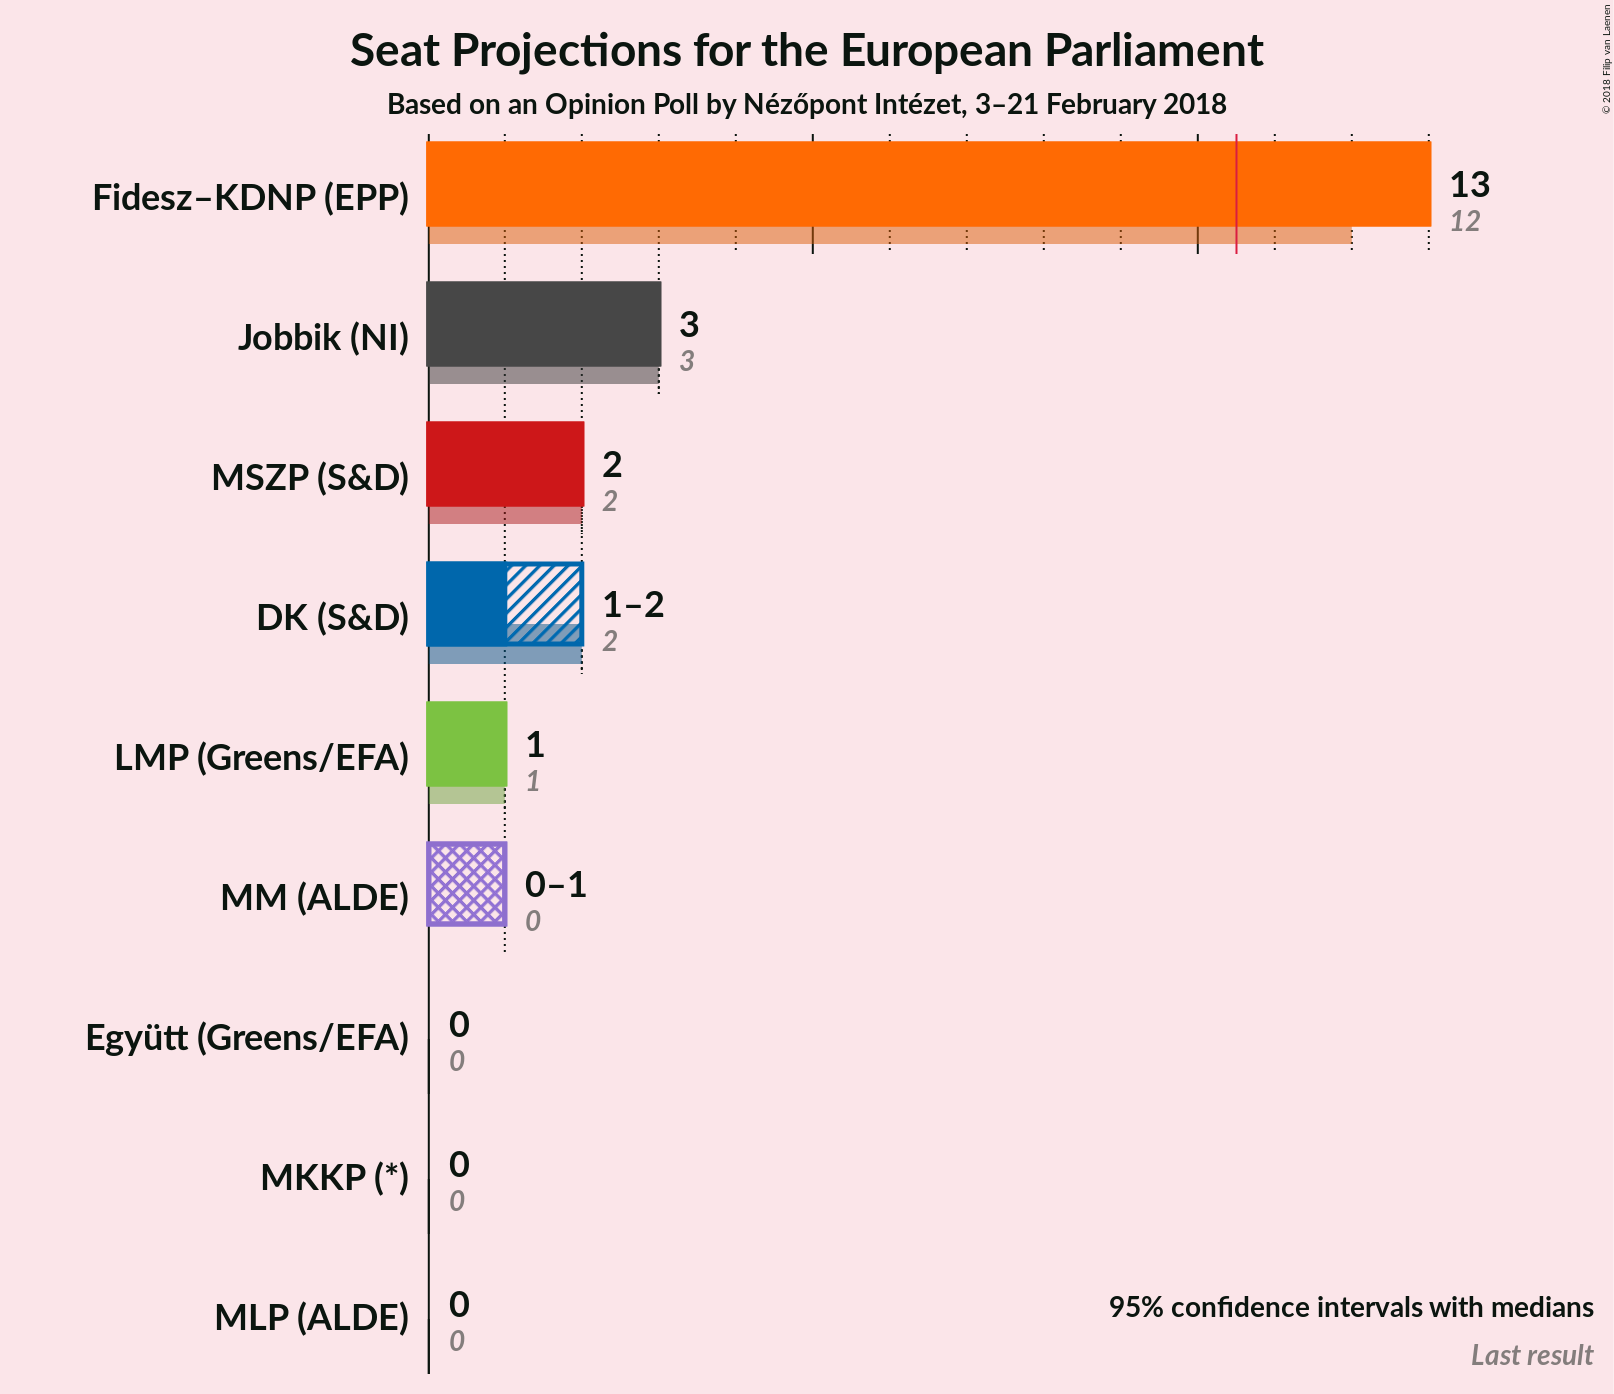 Seat Projections for the European Parliament
Based on an Opinion Poll by Nézőpont Intézet, 3–21 February 2018
© 2018 Filip van Laenen
Fidesz–KDNP (EPP)
13
12
Jobbik (NI)
3
3
MSZP (S&D)
2
2
DK (S&D)
1–2
2
LMP (Greens/EFA)
1
1
MM (ALDE)
0–1
0
Együtt (Greens/EFA)
0
0
MKKP (*)
0
0
MLP (ALDE)
0
0
95% confidence intervals with medians
Last result